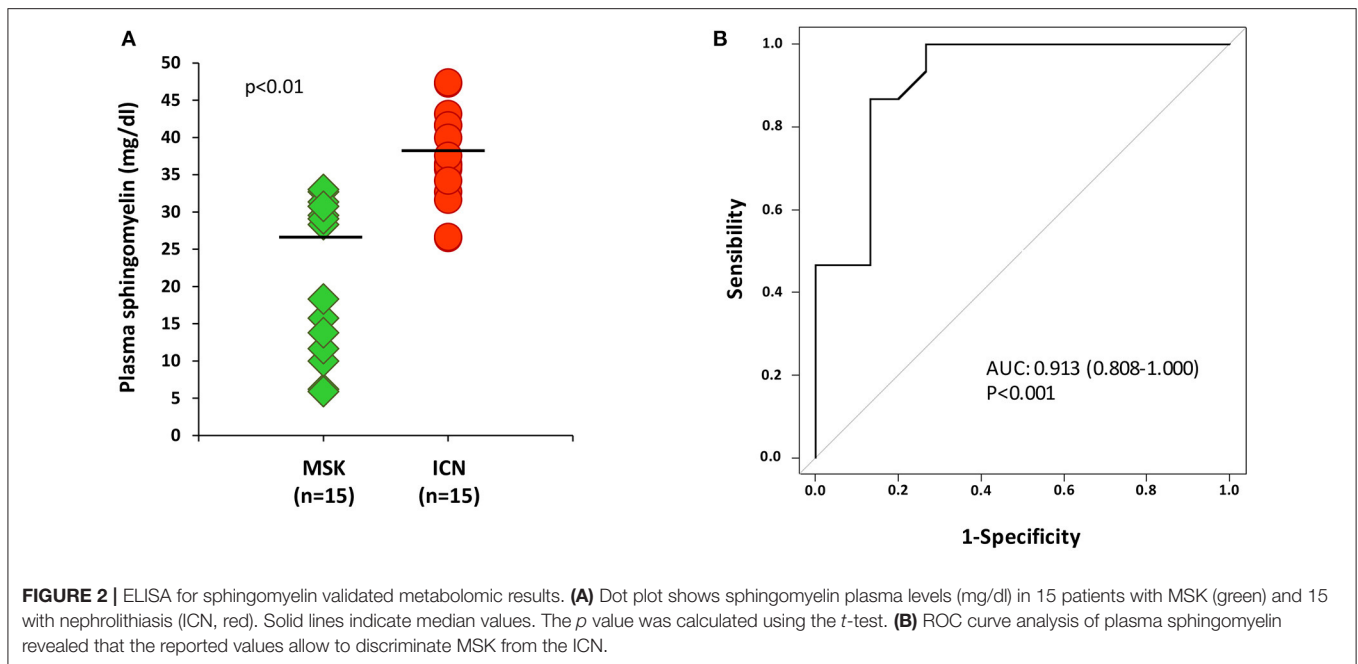 A
50
45
40
35
30
25
20
15
10
5
0
Plasma sphingomyelin (mg/dl)
p<0.01
MSK
(n=15)
ICN
(n=15)
B
1.0
0.8
0.6
0.4
0.2
0.0
Sensibility
AUC: 0.913 (0.808-1.000)
P<0.001
0.0 0.2 0.4 0.6 0.8 1.0
1-Specificity
FIGURE 2 | ELISA for sphingomyelin validated metabolomic results. (A) Dot plot shows sphingomyelin plasma levels (mg/dl) in 15 patients with MSK (green) and 15
with nephrolithiasis (ICN, red). Solid lines indicate median values. The p value was calculated using the t-test. (B) ROC curve analysis of plasma sphingomyelin
revealed that the reported values allow to discriminate MSK from the ICN.